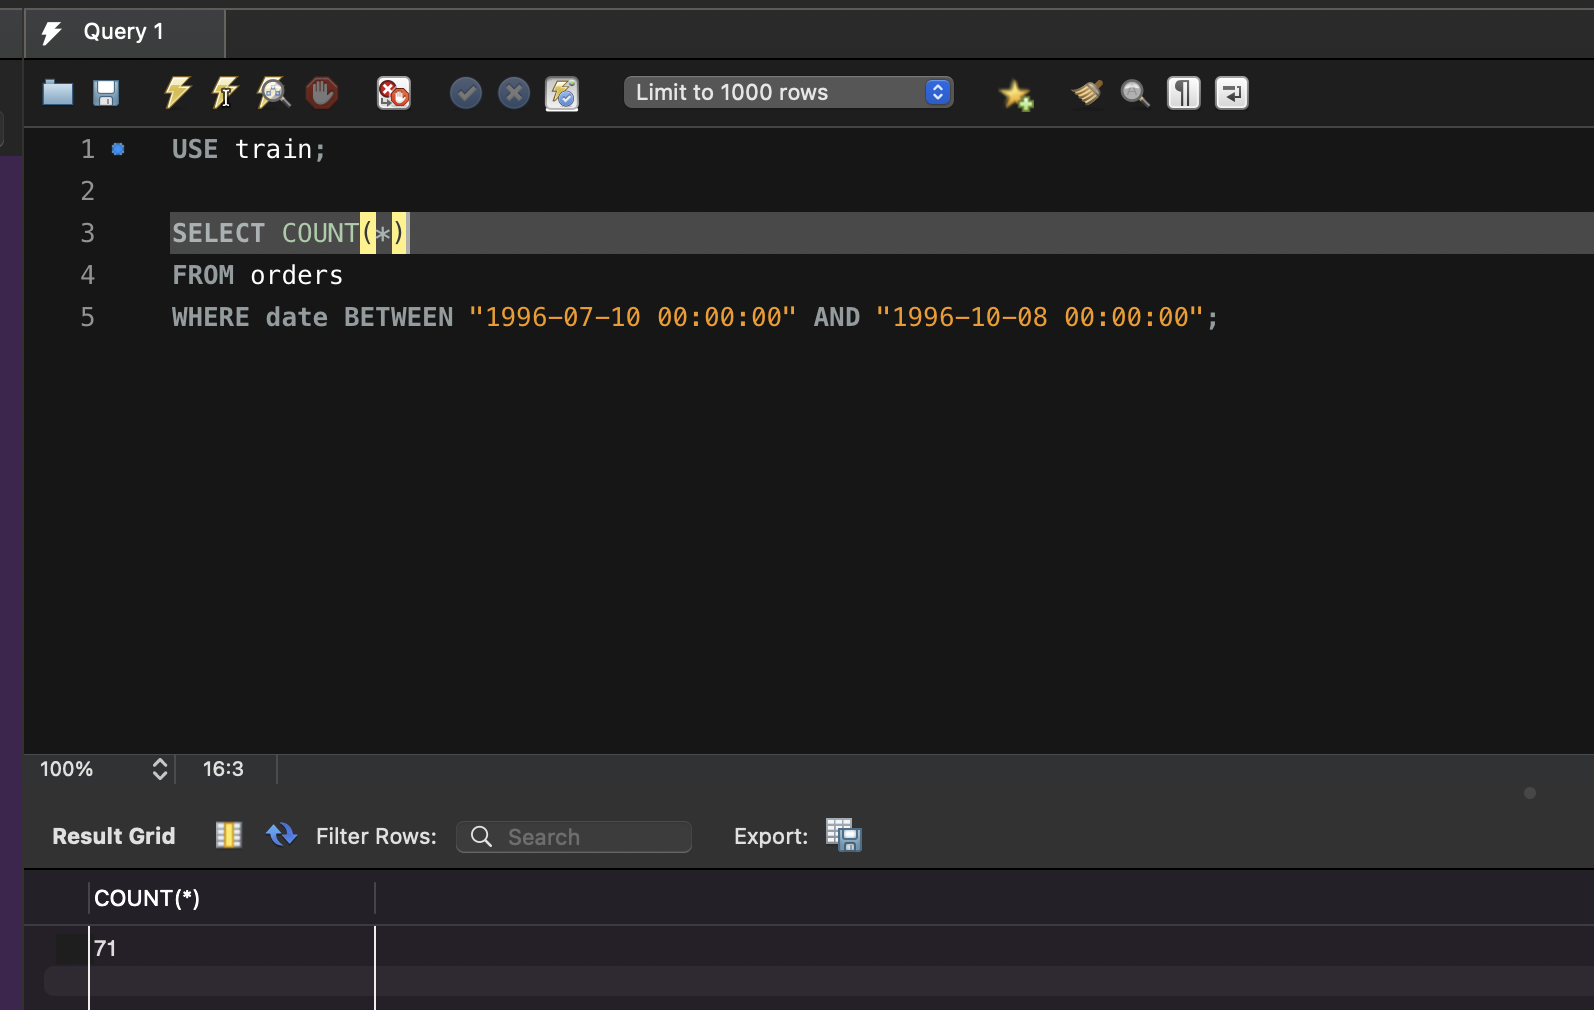 Query 1
Limit to 1000 rows
1 USE train;
2
3 SELECT COUNT(*)
4 FROM orders
5 WHERE date BETWEEN "1996-07-10 00:00:00" AND "1996-10-08 00:00:00";
100% 16:3
Result Grid Filter Rows: Search Export:
COUNT(*)
71